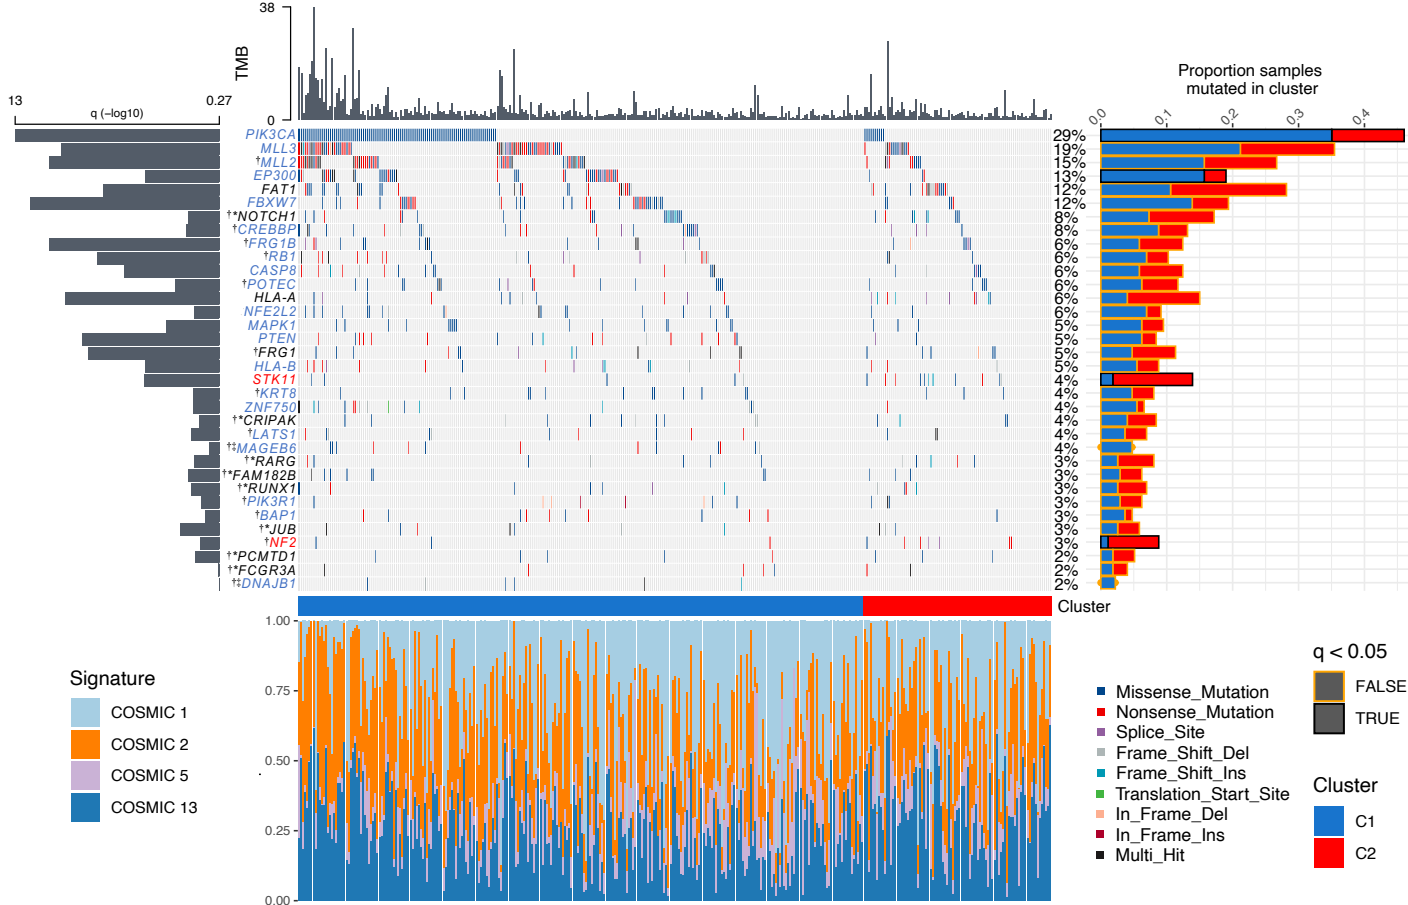 38
TMB
0
13
0.27
q (−log10)
Proportion samples
mutated in cluster
0.0
0.1
0.2
0.3
0.4
PIK3CA 29%
MLL3 19%
†MLL2 15%
EP300 13%
FAT1 12%
FBXW7 12%
†*NOTCH1 8%
†CREBBP 8%
†FRG1B 6%
†RB1 6%
CASP8 6%
†POTEC 6%
HLA-A 6%
NFE2L2 6%
MAPK1 5%
PTEN 5%
†FRG1 5%
HLA-B 5%
STK11 4%
†KRT8 4%
ZNF750 4%
†*CRIPAK 4%
†LATS1 4%
†‡MAGEB6 4%
†*RARG 3%
†*FAM182B 3%
†*RUNX1 3%
†PIK3R1 3%
†BAP1 3%
†*JUB 3%
†NF2 3%
†*PCMTD1 2%
†*FCGR3A 2%
†‡DNAJB1 2%
Cluster
1.00
0.75
0.50
0.25
0.00
Signature
COSMIC 1
COSMIC 2
COSMIC 5
COSMIC 13
Missense_Mutation
Nonsense_Mutation
Splice_Site
Frame_Shift_Del
Frame_Shift_Ins
Translation_Start_Site
In_Frame_Del
In_Frame_Ins
Multi_Hit
q < 0.05
FALSE
TRUE
Cluster
C1
C2